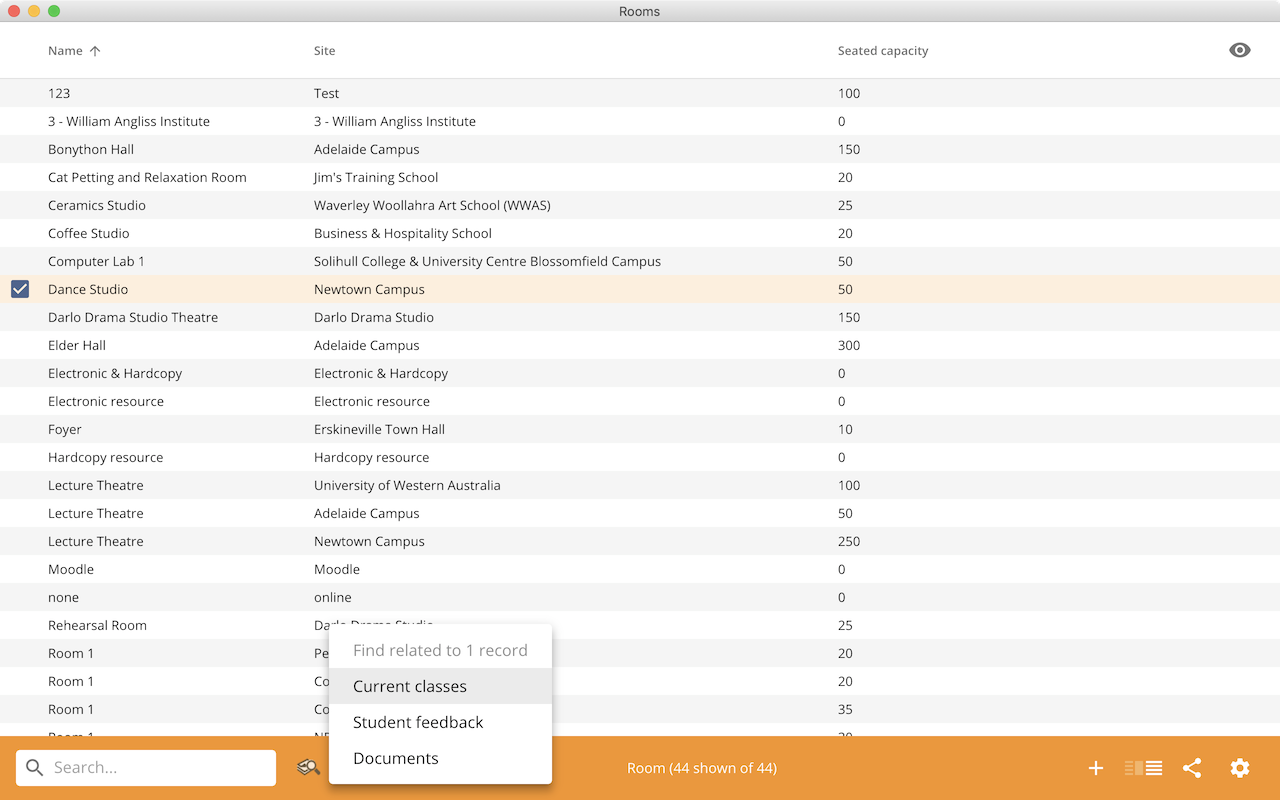 Rooms
Name Site Seated capacity
123 Test 100
3 - William Angliss Institute 3 - William Angliss Institute 0
Bonython Hall Adelaide Campus 150
Cat Petting and Relaxation Room Jim's Training School 20
Ceramics Studio Waverley Woollahra Art School (WWAS) 25
Coffee Studio Business & Hospitality School 20
Computer Lab 1 Solihull College & University Centre Blossomfield Campus 50
Dance Studio Newtown Campus 50
Darlo Drama Studio Theatre Darlo Drama Studio 150
Elder Hall Adelaide Campus 300
Electronic & Hardcopy Electronic & Hardcopy 0
Electronic resource Electronic resource 0
Foyer Erskineville Town Hall 10
Hardcopy resource Hardcopy resource 0
Lecture Theatre University of Western Australia 100
Lecture Theatre Adelaide Campus 50
Lecture Theatre Newtown Campus 250
Moodle Moodle 0
none online 0
Rehearsal Room Darlo Drama Studio 25
Room 1 Pe 20
Room 1 Co 20
Room 1 Co 35
Room 1
Find related to 1 record
Current classes
Student feedback
Documents
Search...
Room (44 shown of 44)